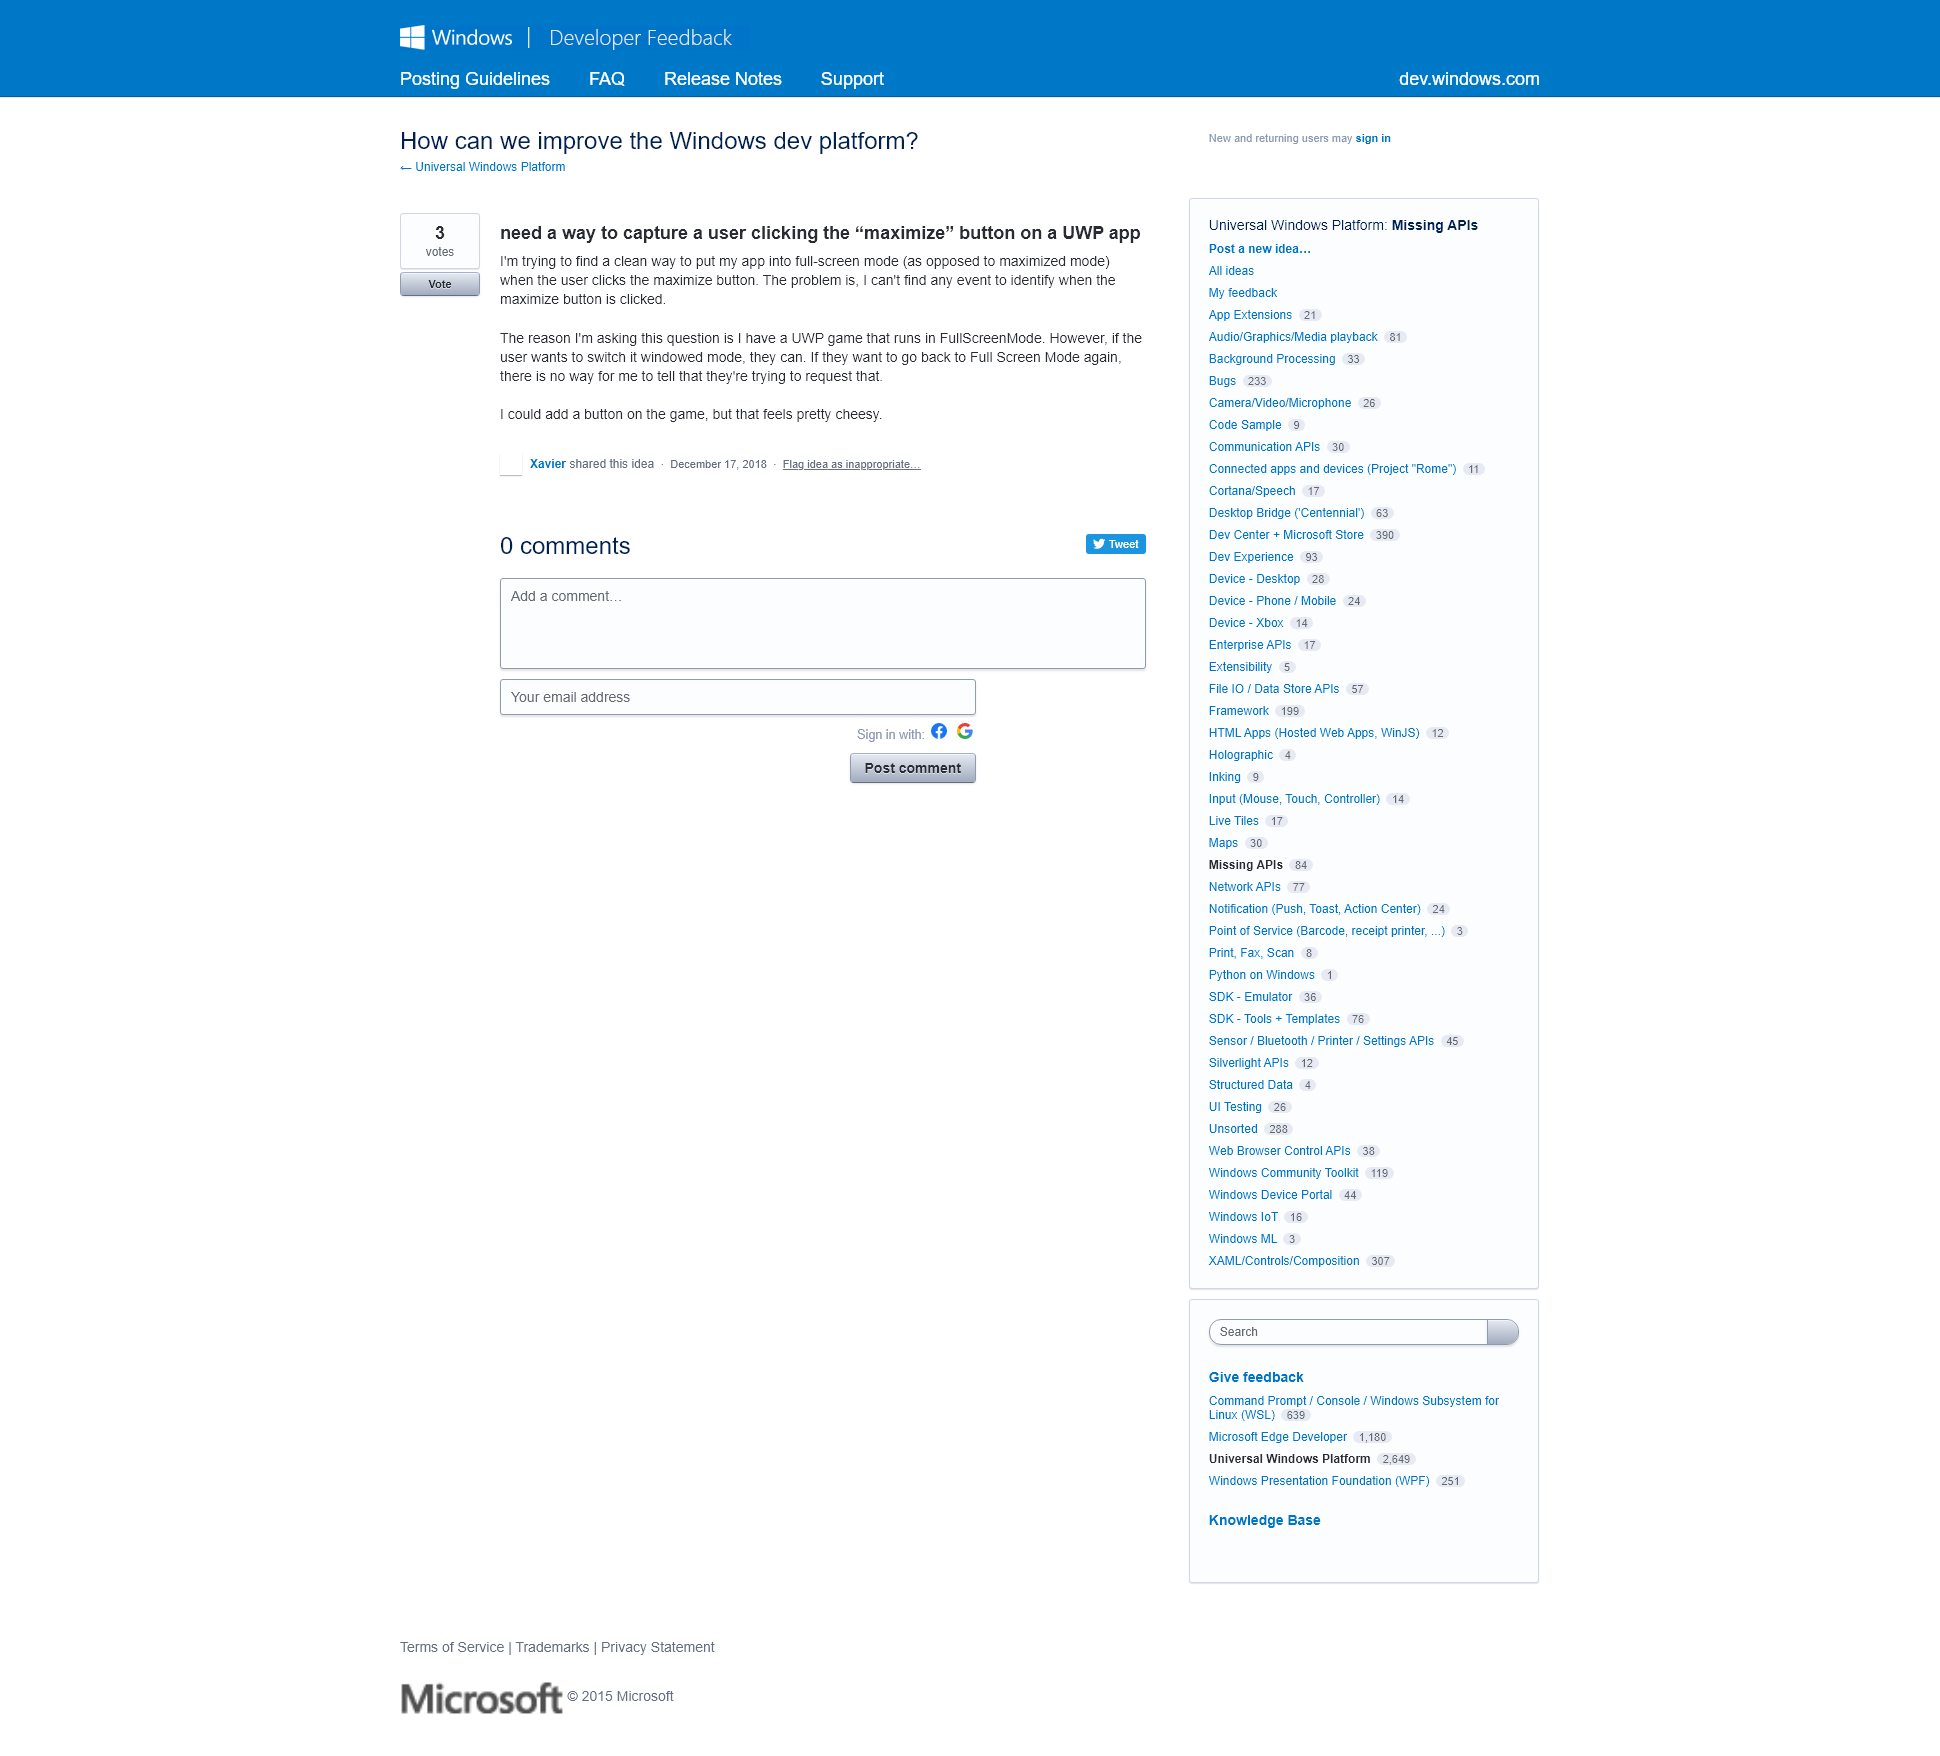 Windows | Developer Feedback
Posting Guidelines FAQ Release Notes Support dev.windows.com
How can we improve the Windows dev platform?
← Universal Windows Platform
New and returning users may sign in
3
votes
Vote
need a way to capture a user clicking the “maximize” button on a UWP app
I'm trying to find a clean way to put my app into full-screen mode (as opposed to maximized mode)
when the user clicks the maximize button. The problem is, I can't find any event to identify when the
maximize button is clicked.
The reason I'm asking this question is I have a UWP game that runs in FullScreenMode. However, if the
user wants to switch it windowed mode, they can. If they want to go back to Full Screen Mode again,
there is no way for me to tell that they're trying to request that.
I could add a button on the game, but that feels pretty cheesy.
Xavier shared this idea · December 17, 2018 · Flag idea as inappropriate…
0 comments
Tweet
Add a comment…
Your email address
Sign in with:
Post comment
Universal Windows Platform: Missing APIs
Post a new idea…
All ideas
My feedback
App Extensions 21
Audio/Graphics/Media playback 81
Background Processing 33
Bugs 233
Camera/Video/Microphone 26
Code Sample 9
Communication APIs 30
Connected apps and devices (Project "Rome") 11
Cortana/Speech 17
Desktop Bridge ('Centennial') 63
Dev Center + Microsoft Store 390
Dev Experience 93
Device - Desktop 28
Device - Phone / Mobile 24
Device - Xbox 14
Enterprise APIs 17
Extensibility 5
File IO / Data Store APIs 57
Framework 199
HTML Apps (Hosted Web Apps, WinJS) 12
Holographic 4
Inking 9
Input (Mouse, Touch, Controller) 14
Live Tiles 17
Maps 30
Missing APIs 84
Network APIs 77
Notification (Push, Toast, Action Center) 24
Point of Service (Barcode, receipt printer, ...) 3
Print, Fax, Scan 8
Python on Windows 1
SDK - Emulator 36
SDK - Tools + Templates 76
Sensor / Bluetooth / Printer / Settings APIs 45
Silverlight APIs 12
Structured Data 4
UI Testing 26
Unsorted 288
Web Browser Control APIs 38
Windows Community Toolkit 119
Windows Device Portal 44
Windows IoT 16
Windows ML 3
XAML/Controls/Composition 307
Search
Give feedback
Command Prompt / Console / Windows Subsystem for
Linux (WSL) 639
Microsoft Edge Developer 1,180
Universal Windows Platform 2,649
Windows Presentation Foundation (WPF) 251
Knowledge Base
Terms of Service | Trademarks | Privacy Statement
Microsoft © 2015 Microsoft